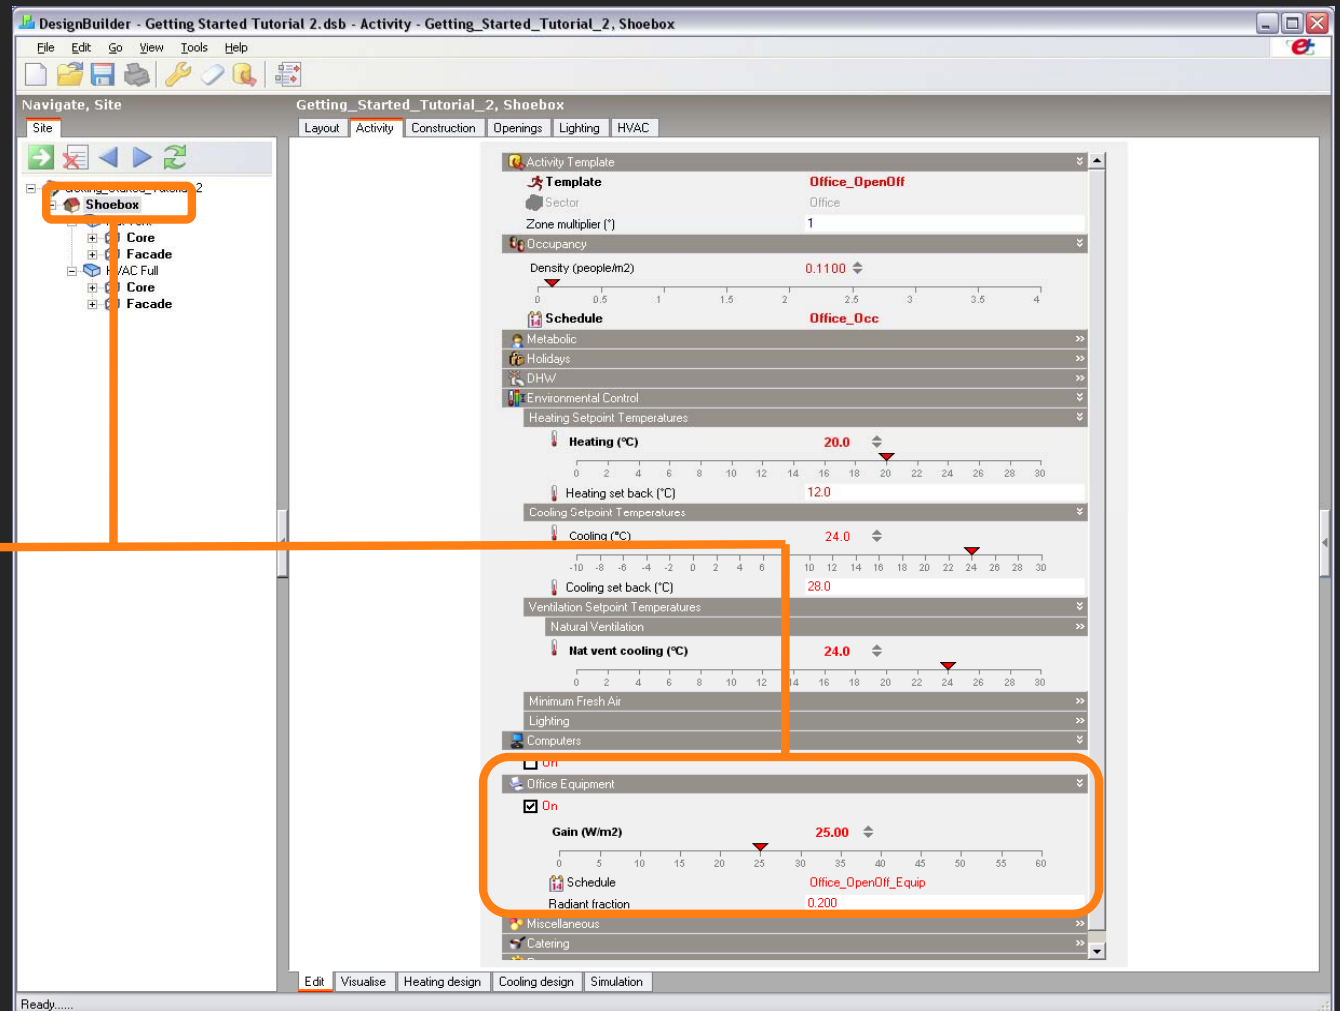 DesignBuilder - Getting Started Tutorial 2.dsb - Activity - Getting_Started_Tutorial_2, Shoebox
File Edit Go View Tools Help
Navigate, Site
Getting_Started_Tutorial_2, Shoebox
Site
Layout Activity Construction Openings Lighting HVAC
Shoebox
Core
Facade
HVAC Full
Core
Facade
Activity Template
Template Office_OpenOff
Sector Office
Zone multiplier (*) 1
Occupancy
Density (people/m2) 0.1100
0 0.5 1 1.5 2 2.5 3 3.5 4
Schedule Office_Occ
Metabolic
Holidays
DHW
Environmental Control
Heating Setpoint Temperatures
Heating (°C) 20.0
0 2 4 6 8 10 12 14 16 18 20 22 24 26 28 30
Heating set back (°C) 12.0
Cooling Setpoint Temperatures
Cooling (°C) 24.0
-10 -8 -6 -4 -2 0 2 4 6 10 12 14 16 18 20 22 24 26 28 30
Cooling set back (°C) 28.0
Ventilation Setpoint Temperatures
Natural Ventilation
Nat vent cooling (°C) 24.0
0 2 4 6 8 10 12 14 16 18 20 22 24 26 28 30
Minimum Fresh Air
Lighting
Computers
On
Office Equipment
On
Gain (W/m2) 25.00
0 5 10 15 20 25 30 35 40 45 50 55 60
Schedule Office_OpenOff_Equip
Radiant fraction 0.200
Miscellaneous
Catering
Edit Visualise Heating design Cooling design Simulation
Ready......